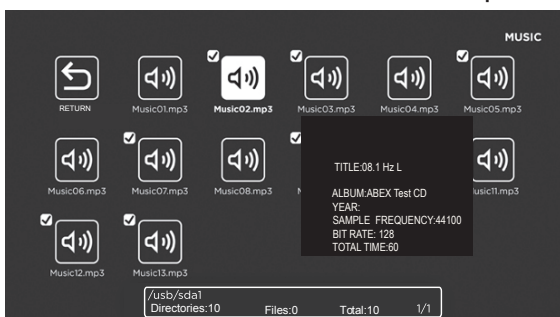 MUSIC
RETURN
Music01.mp3
Music02.mp3
Music03.mp3
Music04.mp3
Music05.mp3
Music06.mp3
Music07.mp3
Music08.mp3
TITLE:08.1 Hz L
ALBUM:ABEX Test CD
YEAR:
SAMPLE FREQUENCY:44100
BIT RATE: 128
TOTAL TIME:60
Music12.mp3
Music13.mp3
/usb/sda1
Directories:10 Files:0 Total:10 1/1